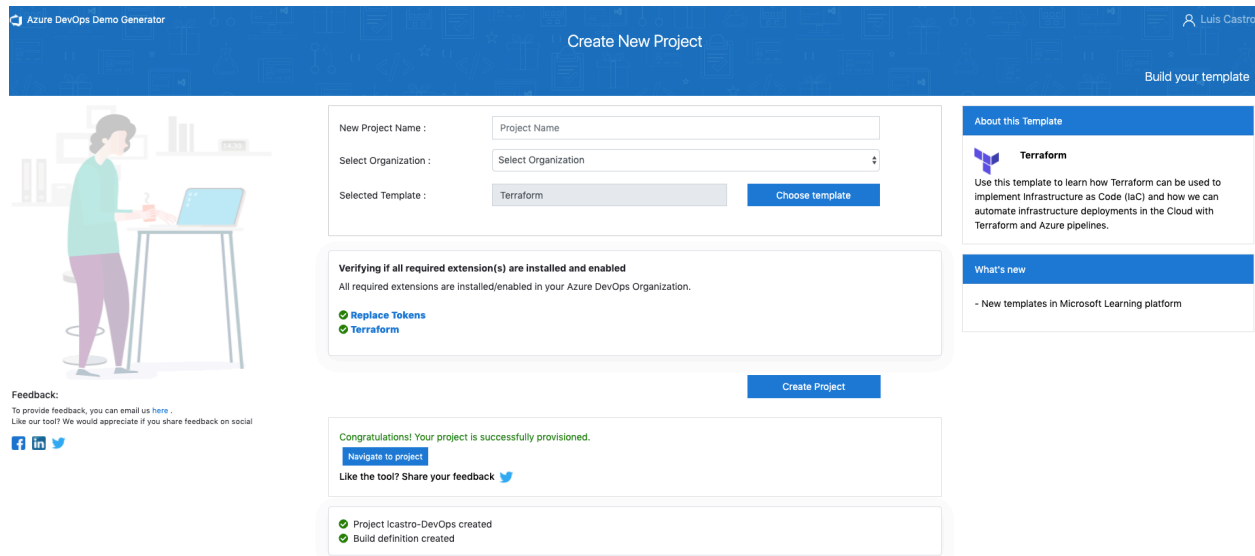 Azure DevOps Demo Generator
Luis Castro
Create New Project
Build your template
New Project Name :
Project Name
Select Organization :
Select Organization
Selected Template :
Terraform
Choose template
Verifying if all required extension(s) are installed and enabled
All required extensions are installed/enabled in your Azure DevOps Organization.
Replace Tokens
Terraform
Create Project
Congratulations! Your project is successfully provisioned.
Navigate to project
Like the tool? Share your feedback
Project lcastro-DevOps created
Build definition created
About this Template
Terraform
Use this template to learn how Terraform can be used to
implement Infrastructure as Code (IaC) and how we can
automate infrastructure deployments in the Cloud with
Terraform and Azure pipelines.
What's new
- New templates in Microsoft Learning platform
Feedback:
To provide feedback, you can email us here .
Like our tool? We would appreciate if you share feedback on social